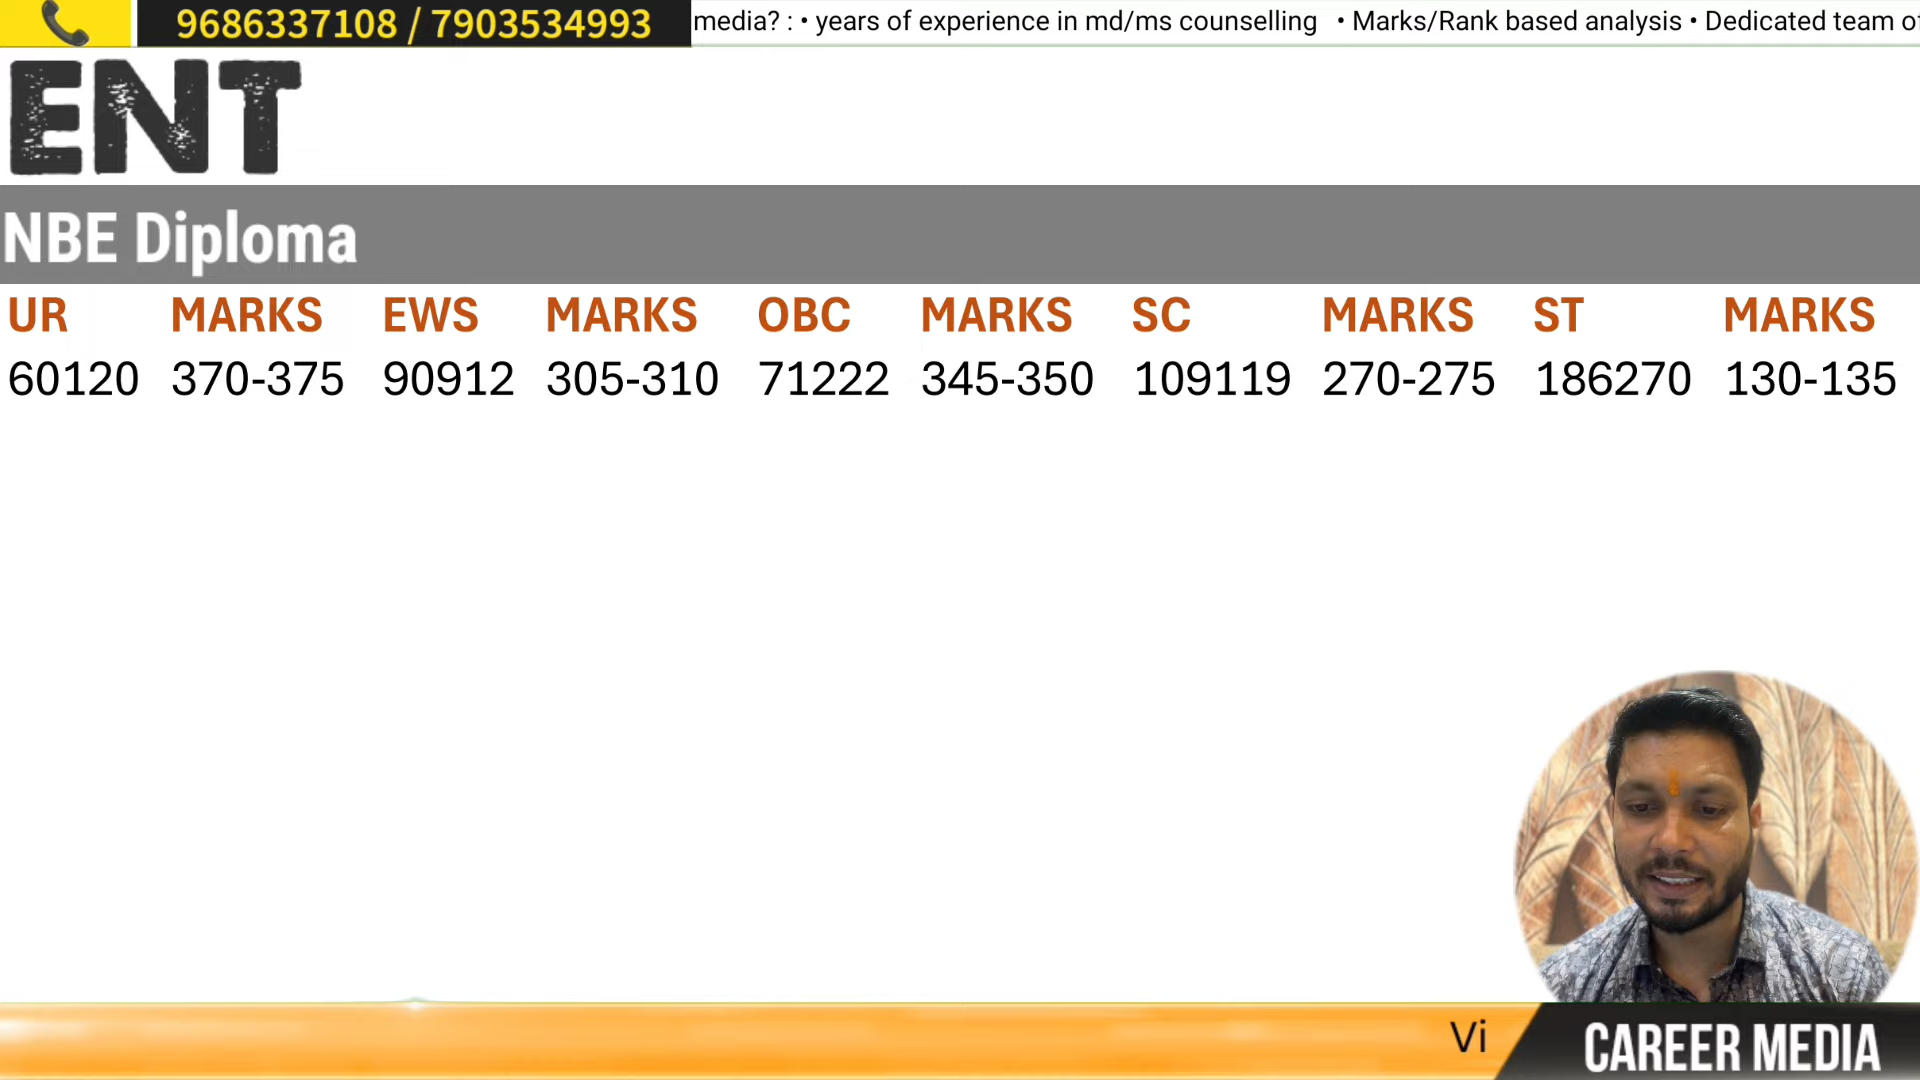 9686337108 / 7903534993
media? : • years of experience in md/ms counselling • Marks/Rank based analysis • Dedicated team o
ENT
NBE Diploma
UR MARKS EWS MARKS OBC MARKS SC MARKS ST MARKS
60120 370-375 90912 305-310 71222 345-350 109119 270-275 186270 130-135
Vi
CAREER MEDIA